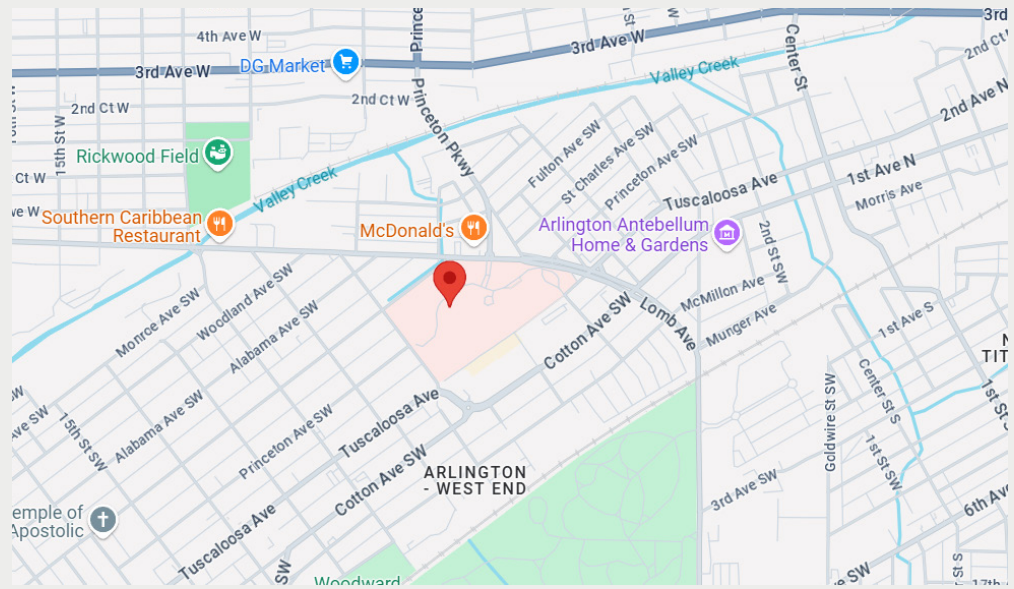 4th Ave W
3rd Ave W
DG Market
3rd Ave W
Center St
3rd
2nd Ct
2nd Ct W
2nd Ct W
15th St W
Princeton Pkwy
Valley Creek
2nd Ave N
Rickwood Field
Ct W
Valley Creek
Fulton Ave SW
St Charles Ave SW
Princeton Ave SW
Tuscaloosa Ave
1st Ave N
Morris Ave
Southern Caribbean
Restaurant
McDonald's
Arlington Antebellum
Home & Gardens
2nd St SW
Monroe Ave SW
Woodland Ave SW
Alabama Ave SW
Cotton Ave SW
Lomb Ave
McMillon Ave
Munger Ave
1st Ave S
TIT
Center St S
Goldwire St SW
15th St SW
Alabama Ave SW
Princeton Ave SW
Tuscaloosa Ave
Cotton Ave SW
ARLINGTON
- WEST END
1st St SW
3rd Ave SW
6th Av
emple of
Apostolic
Tuscaloosa Ave
SW
Woodward